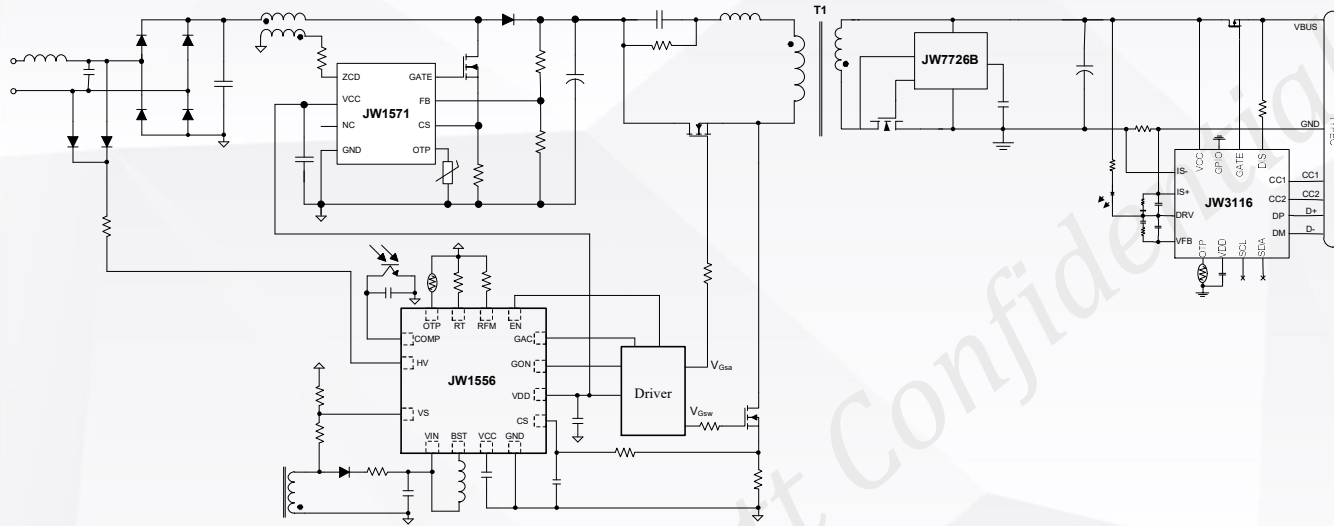 T1
VBUS
JW7726B
ZCD
GATE
VCC
JW1571
FB
NC
CS
GND
OTP
GND
VCC
GPIO
GATE
DIS
IS-
CC1
CC1
IS+
CC2
CC2
JW3116
DRV
DP
D+
VFB
DM
D-
OTP
VDD
SCL
SDA
OTP
RT
RFM
EN
COMP
GAC
HV
GON
VGsa
JW1556
VDD
Driver
VS
CS
VGsw
VIN
BST
VCC
GND
tt Confidential